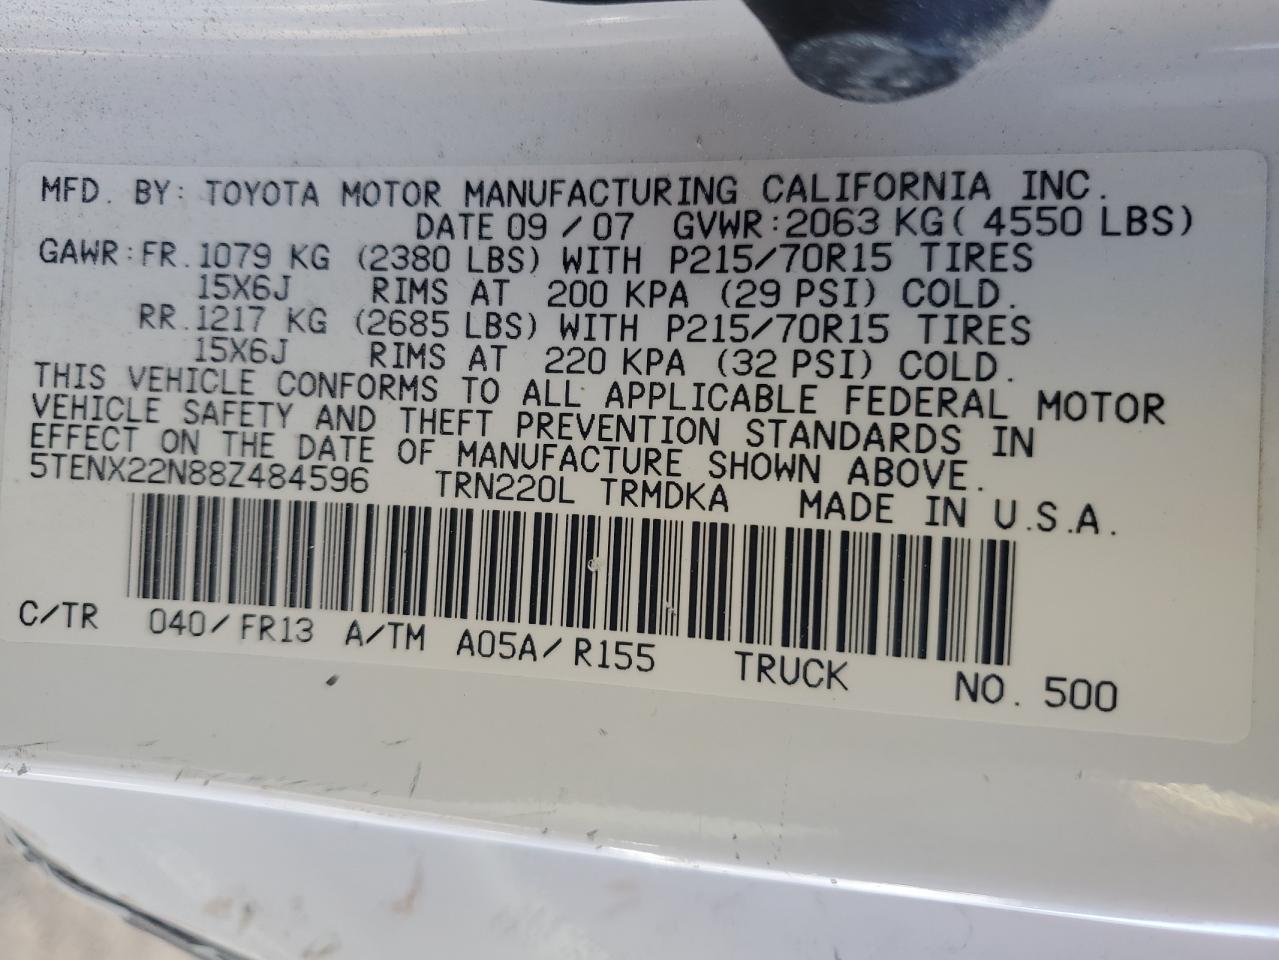 MFD. BY: TOYOTA MOTOR MANUFACTURING CALIFORNIA INC.
DATE 09 / 07 GVWR: 2063 KG ( 4550 LBS)
GAWR: FR. 1079 KG (2380 LBS) WITH P215/70R15 TIRES
15X6J RIMS AT 200 KPA (29 PSI) COLD.
RR. 1217 KG (2685 LBS) WITH P215/70R15 TIRES
15X6J RIMS AT 220 KPA (32 PSI) COLD.
THIS VEHICLE CONFORMS TO ALL APPLICABLE FEDERAL MOTOR
VEHICLE SAFETY AND THEFT PREVENTION STANDARDS IN
EFFECT ON THE DATE OF MANUFACTURE SHOWN ABOVE.
5TENX22N88Z484596 TRN220L TRMDKA MADE IN U.S.A.
C/TR 040/FR13 A/TM A05A/R155 TRUCK NO. 500